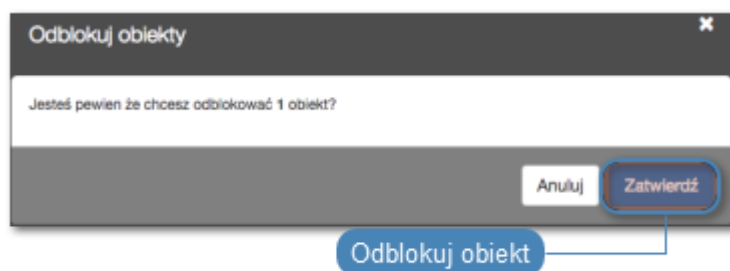 Odblokuj obiekty
Jesteś pewien że chcesz odblokować 1 obiekt?
Anuluj
Zatwierdź
Odblokuj obiekt